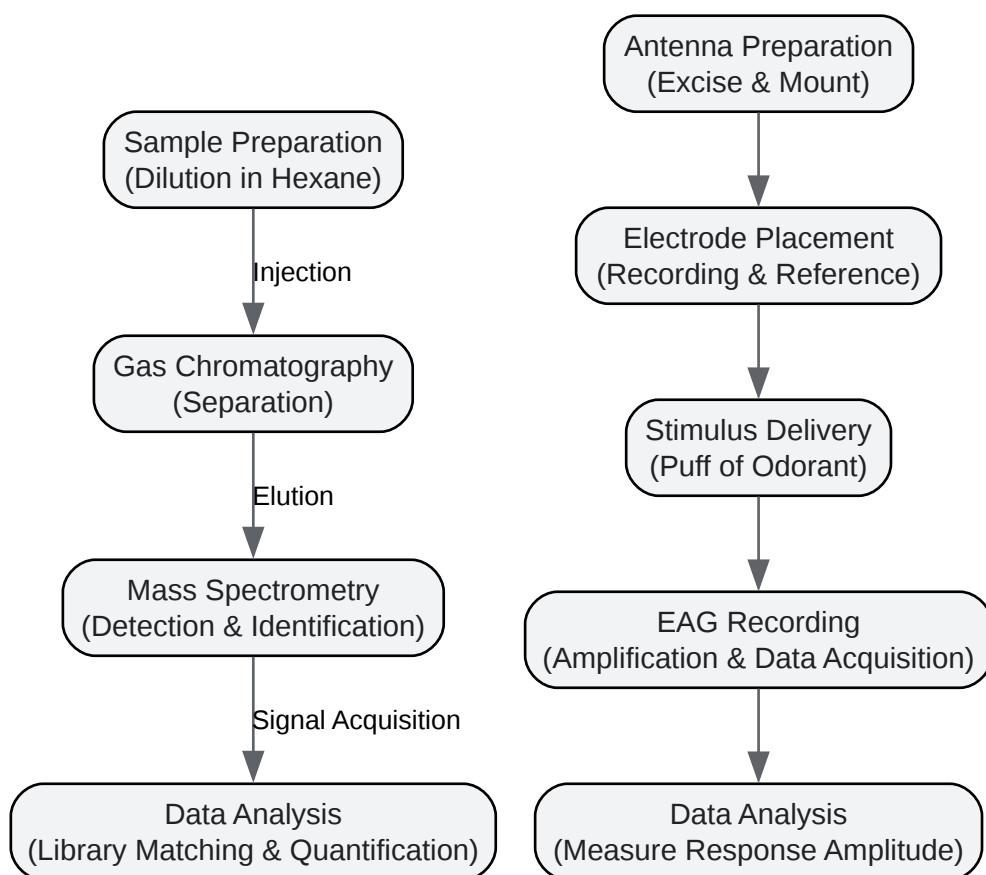 Sample Preparation
(Dilution in Hexane)
Injection
Gas Chromatography
(Separation)
Elution
Mass Spectrometry
(Detection & Identification)
Signal Acquisition
Data Analysis
(Library Matching & Quantification)
Antenna Preparation
(Excise & Mount)
Electrode Placement
(Recording & Reference)
Stimulus Delivery
(Puff of Odorant)
EAG Recording
(Amplification & Data Acquisition)
Data Analysis
(Measure Response Amplitude)